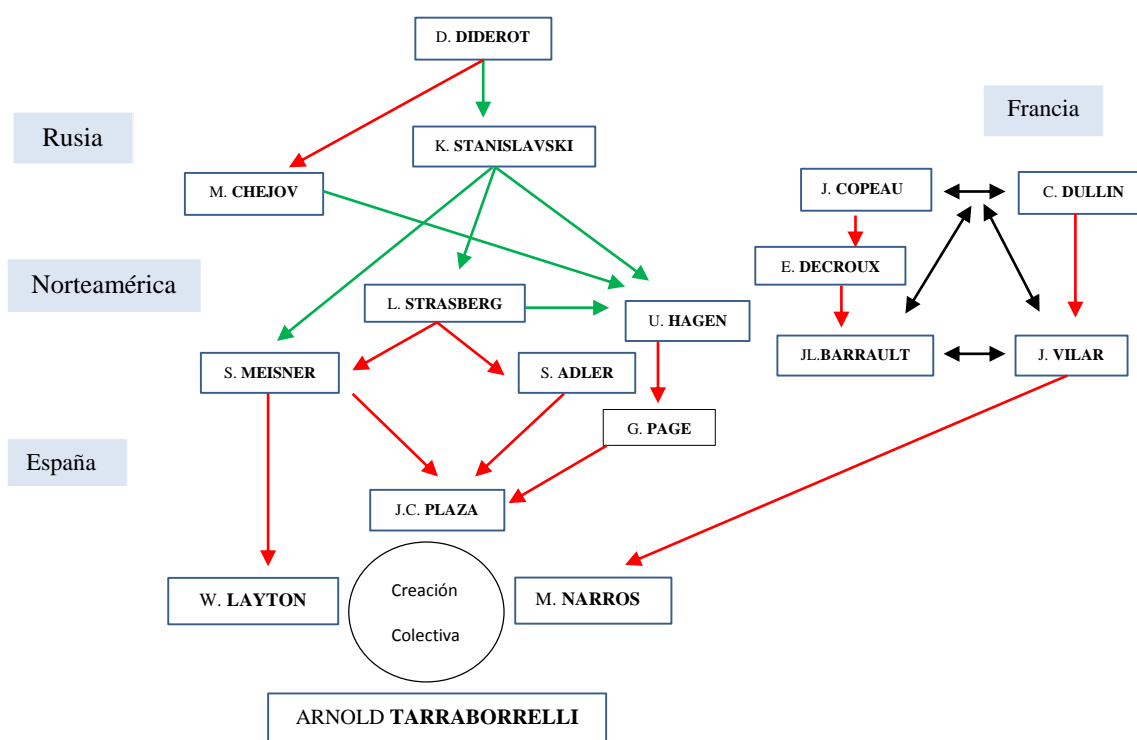 D. DIDEROT
Francia
Rusia
K. STANISLAVSKI
M. CHEJOV
J. COPEAU
C. DULLIN
E. DECROUX
Norteamérica
L. STRASBERG
U. HAGEN
JL.BARRAULT
J. VILAR
S. MEISNER
S. ADLER
G. PAGE
España
J.C. PLAZA
W. LAYTON
Creación
Colectiva
M. NARROS
ARNOLD TARRABORRELLI